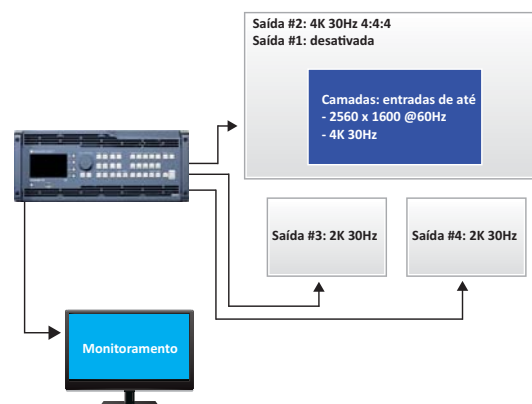 Saída #2: 4K 30Hz 4:4:4
Saída #1: desativada
Camadas: entradas de até
- 2560 x 1600 @60Hz
- 4K 30Hz
Saída #3: 2K 30Hz
Saída #4: 2K 30Hz
Monitoramento